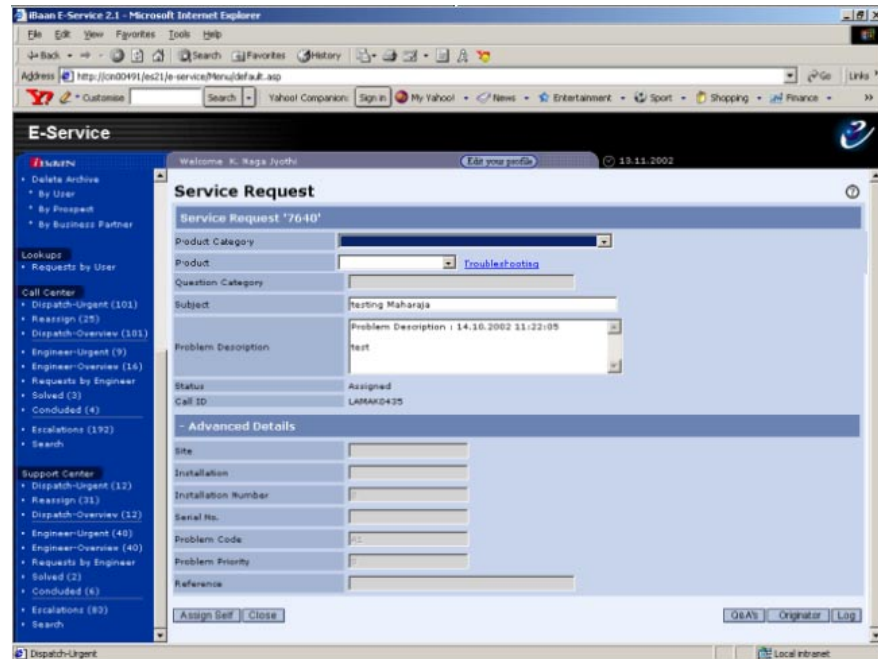 iBaan E-Service 2.1 - Microsoft Internet Explorer
File Edit View Favorites Tools Help
Back Search Favorites History
Address http://lcn00491/es21/e-service/Menu/default.asp Go Links
Y! Customise Search Yahoo! Companion: Sign in My Yahoo! News Entertainment Sport Shopping Finance
E-Service
Welcome K. Naga Jyothi Edit your profile 13.11.2002
Delete Archive
By User
By Prospect
By Business Partner
Lookups
Requests by User
Call Center
Dispatch-Urgent (101)
Reassign (25)
Dispatch-Overview (101)
Engineer-Urgent (9)
Engineer-Overview (16)
Requests by Engineer
Solved (3)
Concluded (4)
Escalations (192)
Search
Support Center
Dispatch-Urgent (12)
Reassign (31)
Dispatch-Overview (12)
Engineer-Urgent (40)
Engineer-Overview (40)
Requests by Engineer
Solved (2)
Concluded (6)
Escalations (83)
Search
Service Request
Service Request '7640'
Product Category
Product Troubleshooting
Question Category
Subject testing Maharaja
Problem Description Problem Description : 14.10.2002 11:22:05
test
Status Assigned
Call ID LAMAK0435
- Advanced Details
Site
Installation
Installation Number
Serial No.
Problem Code
Problem Priority
Reference
Assign Self Close Q&A's Originator Log
Dispatch-Urgent Local intranet